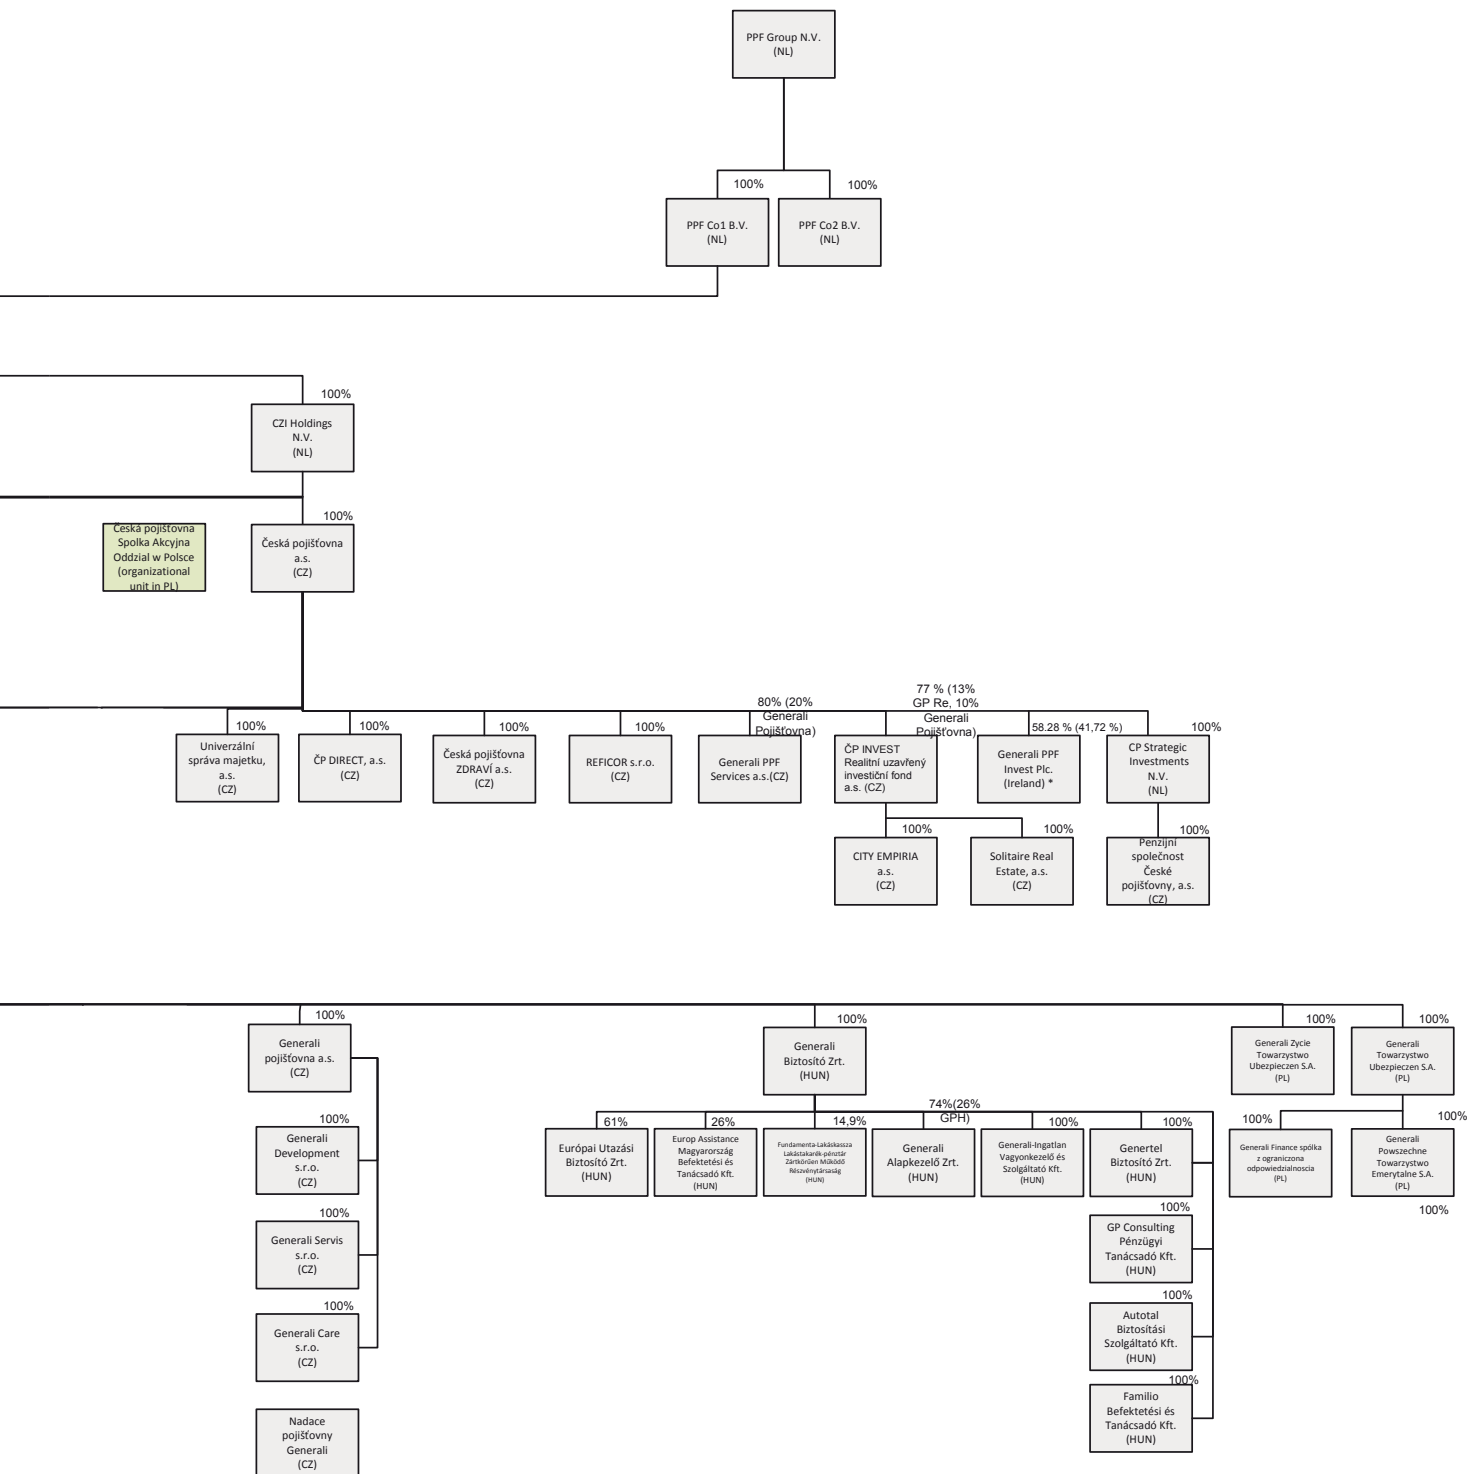 PPF Group N.V.
(NL)
100%
100%
PPF Co1 B.V.
(NL)
PPF Co2 B.V.
(NL)
100%
CZI Holdings
N.V.
(NL)
100%
Česká pojišťovna
Spolka Akcyjna
Oddzial w Polsce
(organizational
unit in PL)
Česká pojišťovna
a.s.
(CZ)
100%
Univerzální
správa majetku,
a.s.
(CZ)
100%
ČP DIRECT, a.s.
(CZ)
100%
Česká pojišťovna
ZDRAVÍ a.s.
(CZ)
100%
REFICOR s.r.o.
(CZ)
80% (20%
Generali
Pojišťovna)
Generali PPF
Services a.s.(CZ)
77 % (13%
GP Re, 10%
Generali
Pojišťovna)
ČP INVEST
Realitní uzavřený
investiční fond
a.s. (CZ)
58.28 % (41,72 %)
Generali PPF
Invest Plc.
(Ireland) *
100%
CP Strategic
Investments
N.V.
(NL)
100%
CITY EMPIRIA
a.s.
(CZ)
100%
Solitaire Real
Estate, a.s.
(CZ)
100%
Penzijní
společnost
České
pojišťovny, a.s.
(CZ)
100%
Generali
pojišťovna a.s.
(CZ)
100%
Generali
Development
s.r.o.
(CZ)
100%
Generali Servis
s.r.o.
(CZ)
100%
Generali Care
s.r.o.
(CZ)
Nadace
pojišťovny
Generali
(CZ)
100%
Generali
Biztosító Zrt.
(HUN)
61%
Európai Utazási
Biztosító Zrt.
(HUN)
26%
Europ Assistance
Magyarország
Befektetési és
Tanácsadó Kft.
(HUN)
14,9%
Fundamenta-Lakáskassza
Lakástakarék-pénztár
Zártkörűen Működő
Részvénytársaság
(HUN)
74%(26%
GPH)
Generali
Alapkezelő Zrt.
(HUN)
100%
Generali-Ingatlan
Vagyonkezelő és
Szolgáltató Kft.
(HUN)
100%
Genertel
Biztosító Zrt.
(HUN)
100%
GP Consulting
Pénzügyi
Tanácsadó Kft.
(HUN)
100%
Autotal
Biztosítási
Szolgáltató Kft.
(HUN)
100%
Familio
Befektetési és
Tanácsadó Kft.
(HUN)
100%
Generali Zycie
Towarzystwo
Ubezpieczen S.A.
(PL)
100%
Generali
Towarzystwo
Ubezpieczen S.A.
(PL)
100%
Generali Finance spólka
z ograniczona
odpowiedzialnoscia
(PL)
100%
Generali
Powszechne
Towarzystwo
Emerytalne S.A.
(PL)
100%